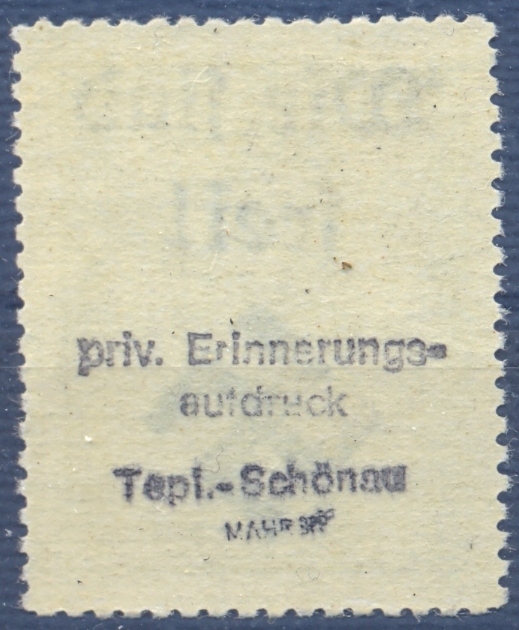 priv. Erinnerungs-
aufdruck
Tepl.-Schönau
MAHR